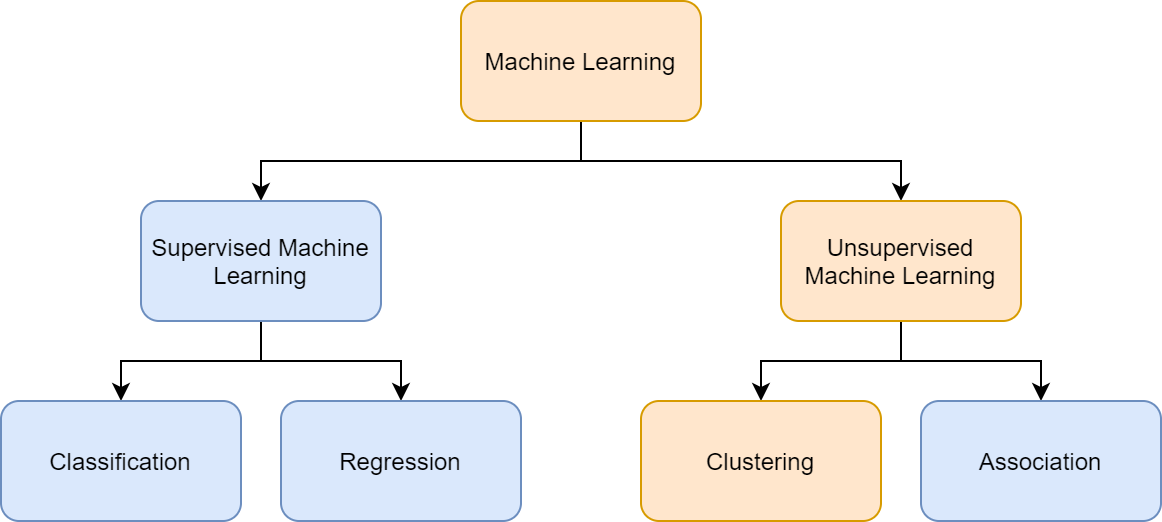 Machine Learning
Supervised Machine
Learning
Unsupervised
Machine Learning
Classification
Regression
Clustering
Association